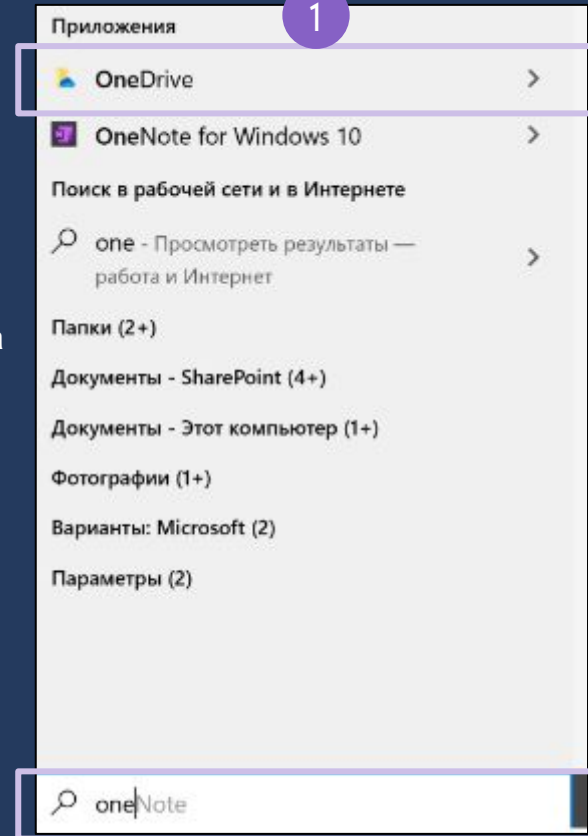 1
Приложения
OneDrive
OneNote for Windows 10
Поиск в рабочей сети и в Интернете
one - Просмотреть результаты —
работа и Интернет
Папки (2+)
Документы - SharePoint (4+)
Документы - Этот компьютер (1+)
Фотографии (1+)
Варианты: Microsoft (2)
Параметры (2)
oneNote